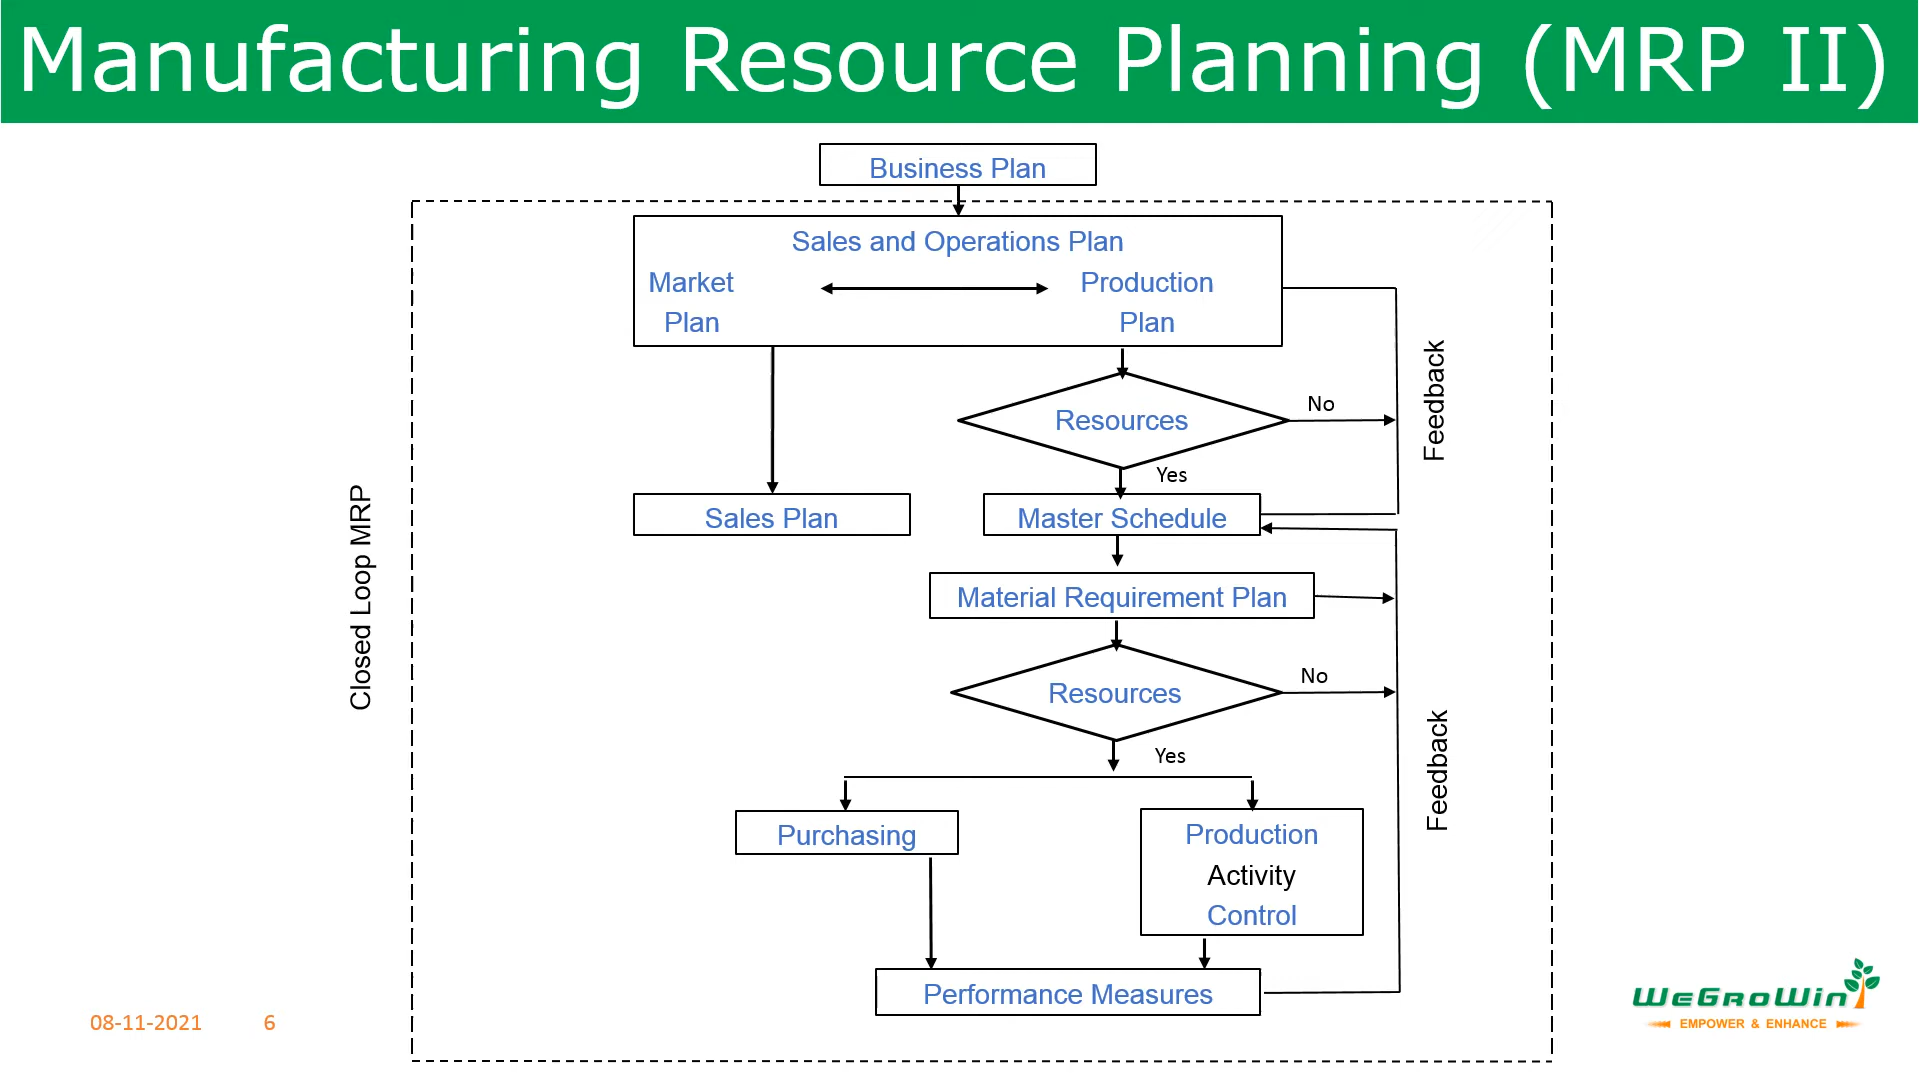 Manufacturing Resource Planning (MRP II)
Business Plan
Sales and Operations Plan
Market
Plan
Production
Plan
Resources
No
Feedback
Yes
Sales Plan
Master Schedule
Closed Loop MRP
Material Requirement Plan
Resources
No
Feedback
Yes
Purchasing
Production
Activity
Control
Performance Measures
08-11-2021
6
WeGroWin
EMPOWER & ENHANCE